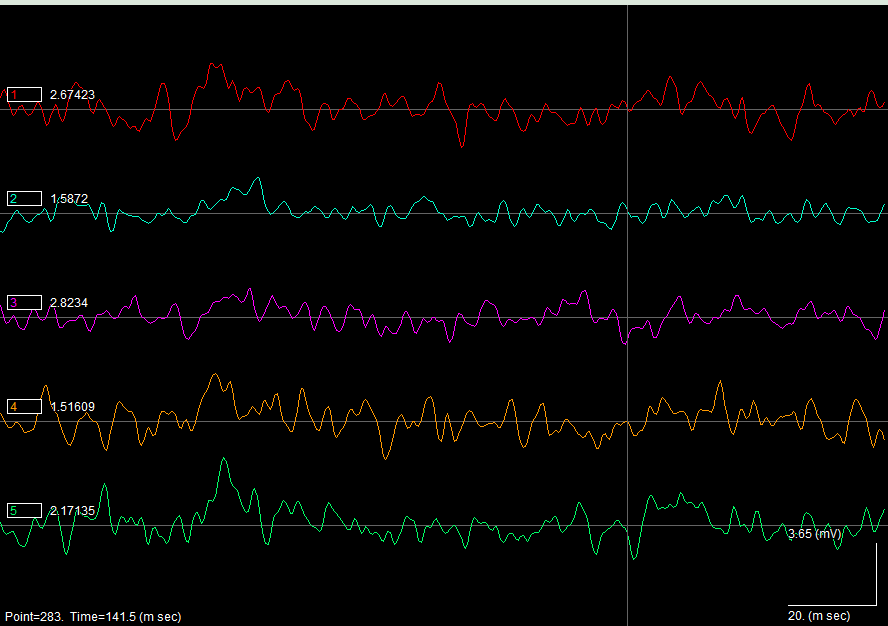 1 2.67423
2 1.5872
3 2.8234
4 1.51609
5 2.17135
3.65 (mV)
Point=283. Time=141.5 (m sec)
20. (m sec)